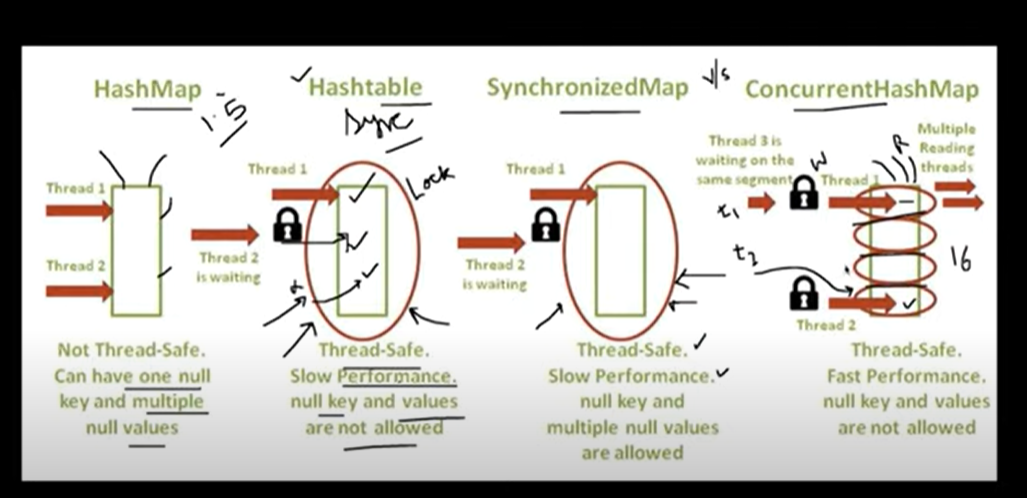 HashMap
1.5
Thread 1
Thread 2
Not Thread-Safe.
Can have one null
key and multiple
null values
Hashtable
Sync
Thread 1
Lock
Thread 2
is waiting
Thread-Safe.
Slow Performance.
null key and values
are not allowed
SynchronizedMap
Thread 1
Thread 2
is waiting
Thread-Safe.
Slow Performance.
null key and
multiple null values
are allowed
v/s
ConcurrentHashMap
Thread 3 is
waiting on the
same segment
W
Thread 1
R
Multiple
Reading
threads
t1
t2
16
Thread 2
Thread-Safe.
Fast Performance.
null key and values
are not allowed